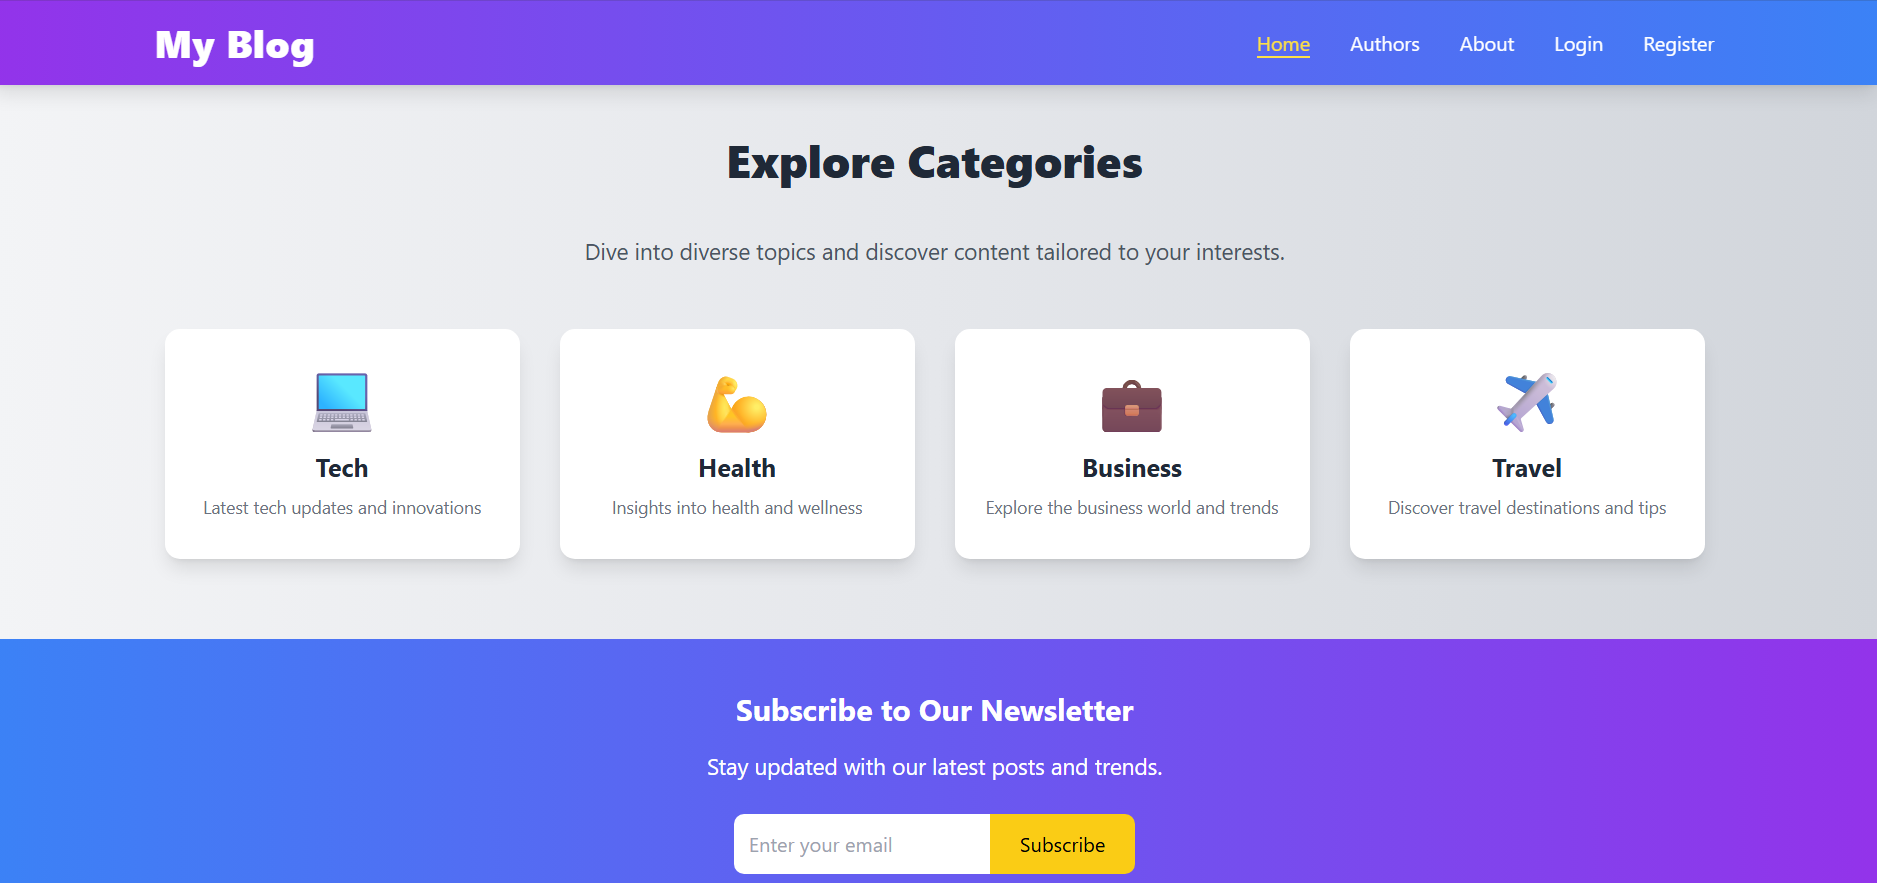 My Blog
Home Authors About Login Register
Explore Categories
Dive into diverse topics and discover content tailored to your interests.
Tech
Latest tech updates and innovations
Health
Insights into health and wellness
Business
Explore the business world and trends
Travel
Discover travel destinations and tips
Subscribe to Our Newsletter
Stay updated with our latest posts and trends.
Enter your email Subscribe